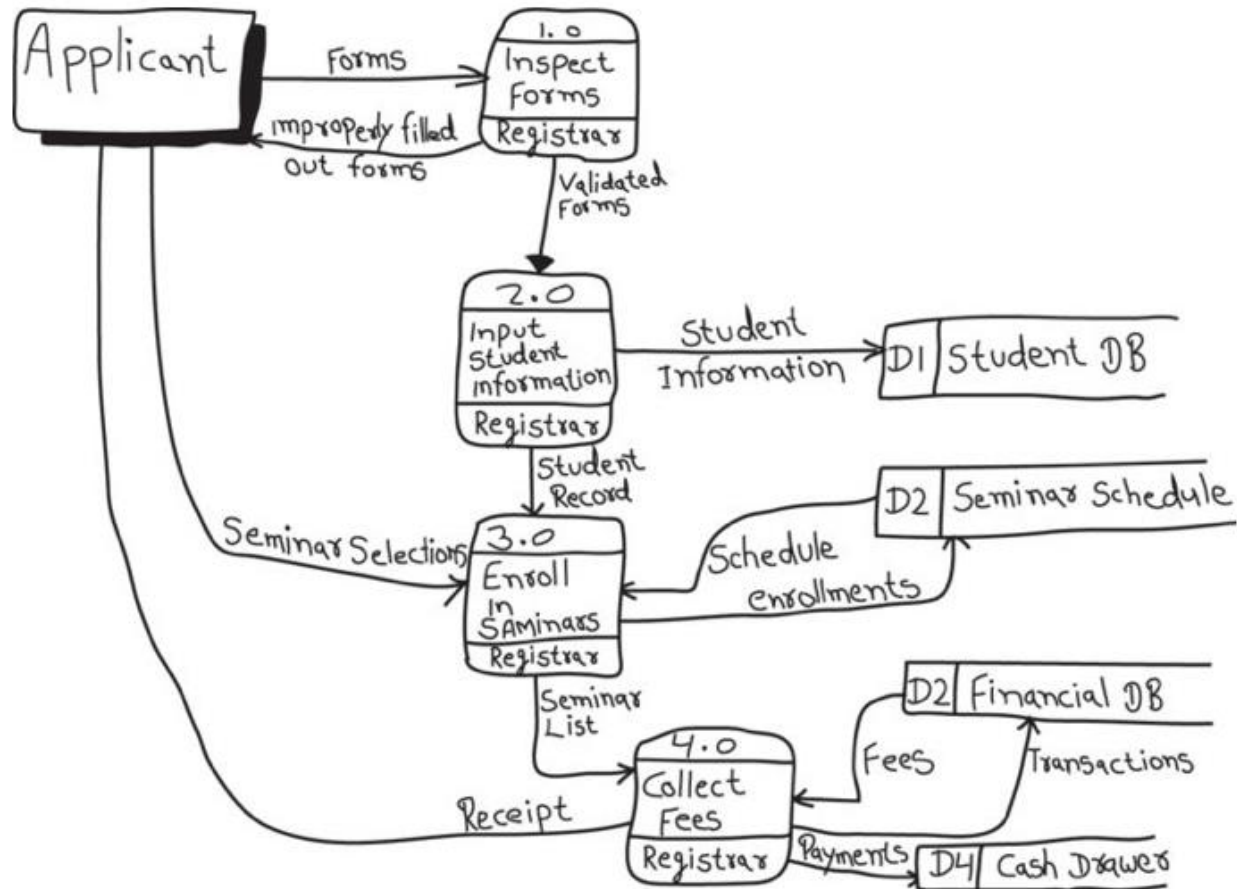 Applicant
Forms
improperly filled
out forms
1.0
Inspect
Forms
Registrar
Validated
Forms
2.0
Input
Student
information
Registrar
Student
Information
D1 Student DB
Student
Record
D2 Seminar Schedule
Seminar Selections
3.0
Enroll
in
SAMinars
Registrar
Schedule
enrollments
Seminar
List
D2 Financial DB
4.0
Collect
Fees
Registrar
Fees
Transactions
Receipt
Payments
D4 Cash Drawer